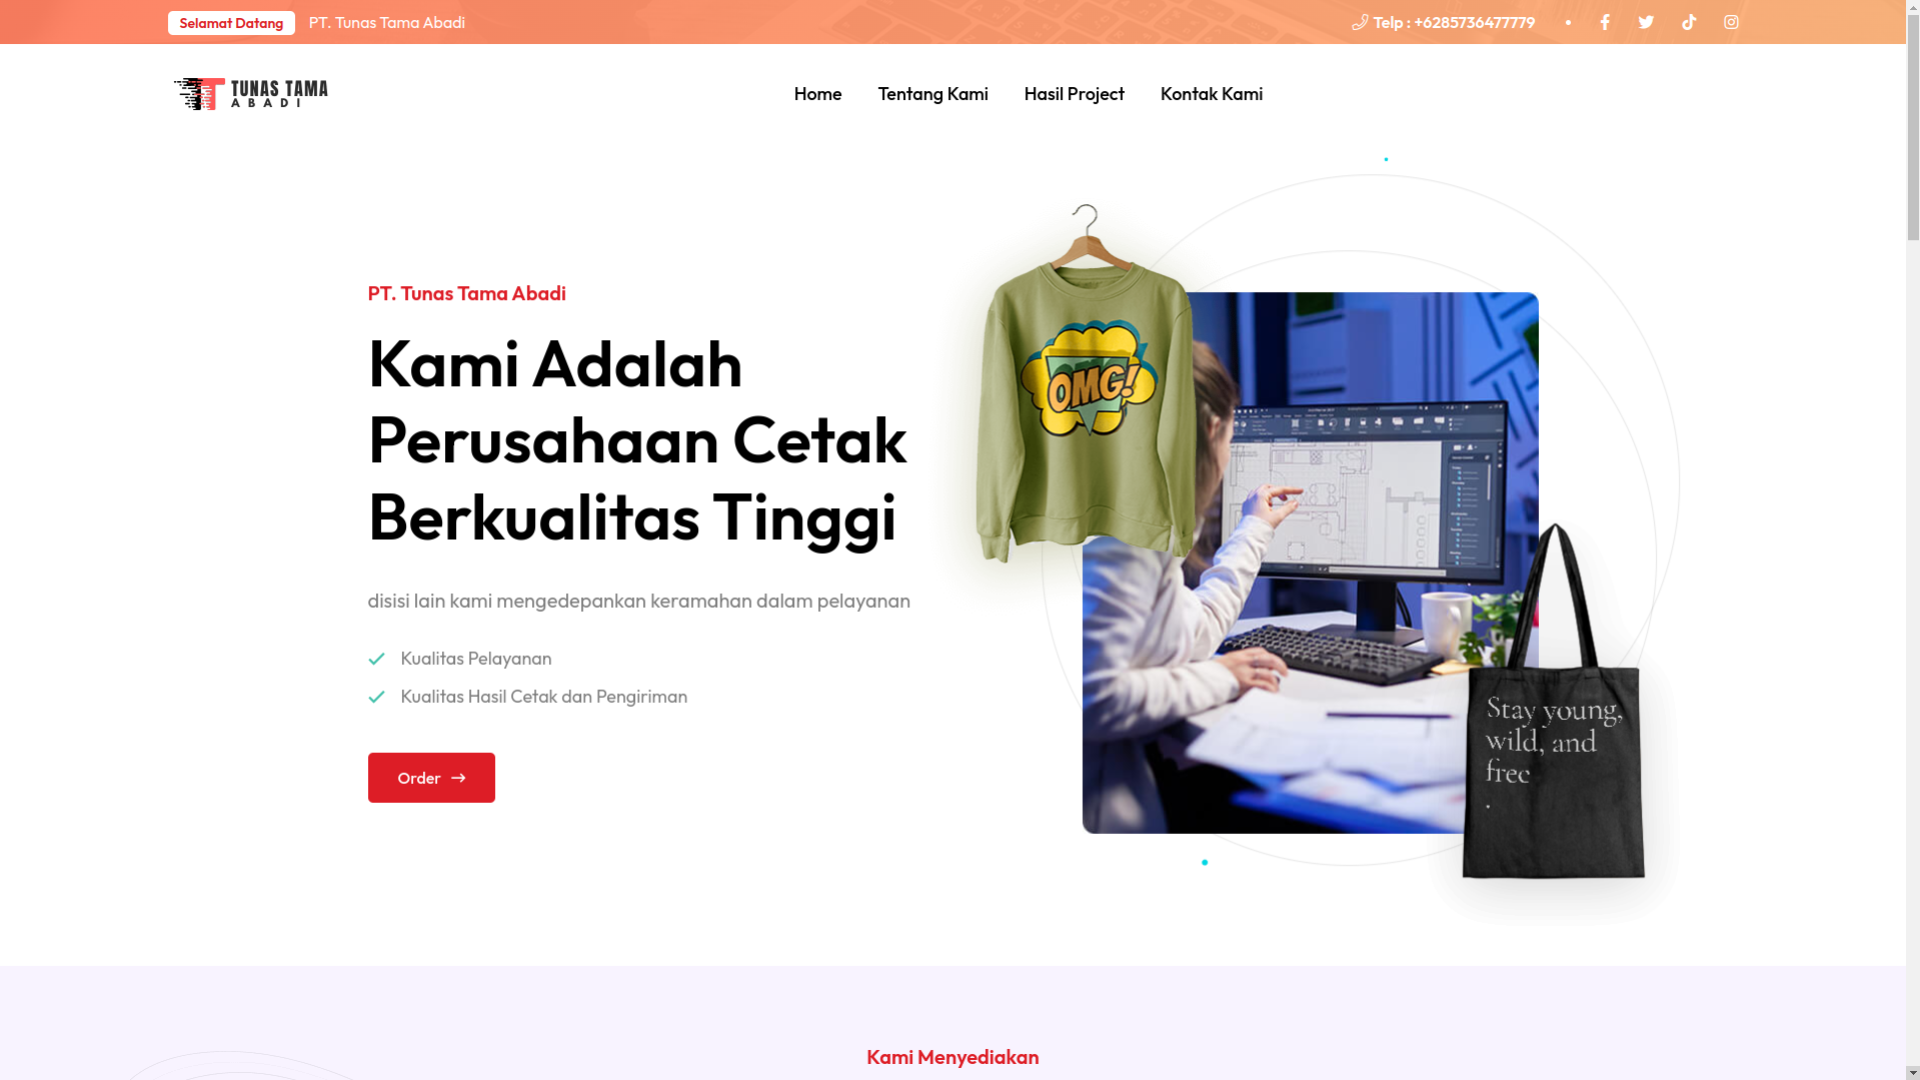 Selamat Datang PT. Tunas Tama Abadi Telp : +6285736477779
TUNAS TAMA
ABADI
Home Tentang Kami Hasil Project Kontak Kami
PT. Tunas Tama Abadi
Kami Adalah
Perusahaan Cetak
Berkualitas Tinggi
disisi lain kami mengedepankan keramahan dalam pelayanan
Kualitas Pelayanan
Kualitas Hasil Cetak dan Pengiriman
Order
OMG!
Stay young,
wild, and
free
.
Kami Menyediakan